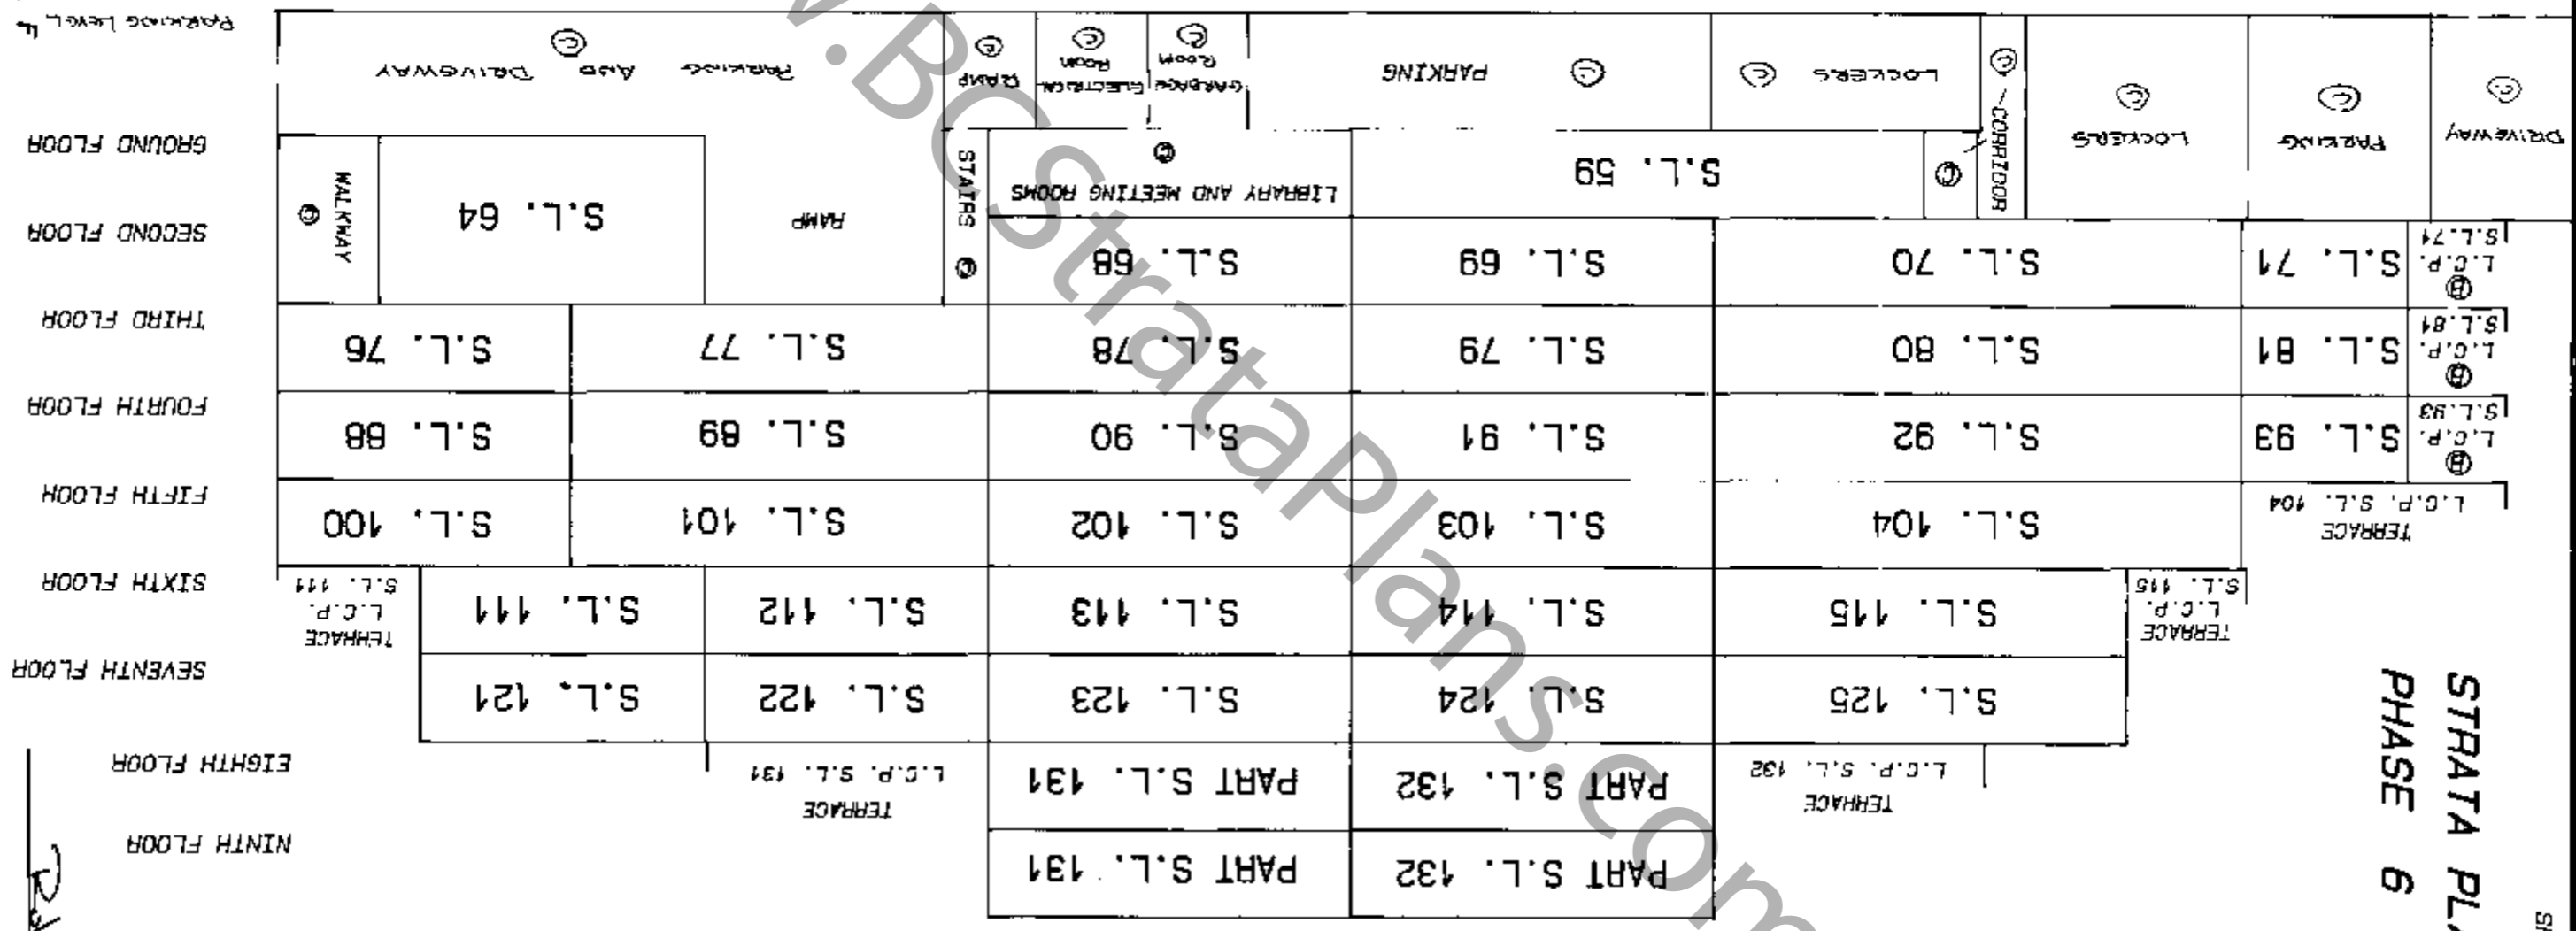 STRATA PLA
PHASE 6
PART S.L. 132
PART S.L. 131
NINTH FLOOR
TERRACE
L.C.P. S.L. 132
PART S.L. 132
PART S.L. 131
TERRACE
L.C.P. S.L. 131
EIGHTH FLOOR
S.L. 125
S.L. 124
S.L. 123
S.L. 122
S.L. 121
SEVENTH FLOOR
TERRACE
L.C.P.
S.L. 115
S.L. 115
S.L. 114
S.L. 113
S.L. 112
S.L. 111
TERRACE
L.C.P.
S.L. 111
SIXTH FLOOR
TERRACE
L.C.P. S.L. 104
S.L. 104
S.L. 103
S.L. 102
S.L. 101
S.L. 100
FIFTH FLOOR
B
L.C.P.
S.L.93
S.L. 93
S.L. 92
S.L. 91
S.L. 90
S.L. 89
S.L. 88
FOURTH FLOOR
B
L.C.P.
S.L.81
S.L. 81
S.L. 80
S.L. 79
S.L. 78
S.L. 77
S.L. 76
THIRD FLOOR
B
L.C.P.
S.L.71
S.L. 71
S.L. 70
S.L. 69
S.L. 68
STAIRS C
RAMP
S.L. 64
WALKWAY
C
SECOND FLOOR
CORRIDOR
C
C
S.L. 59
LIBRARY AND MEETING ROOMS
C
GROUND FLOOR
DRIVEWAY
C
PARKING
C
LOCKERS
C
LOCKERS C
PARKING C
GARBAGE
ROOM
C
ELECTRICAL
ROOM
C
RAMP
C
PARKING AND DRIVEWAY
C
PARKING LEVEL 4
w.BCStrataPlans.com